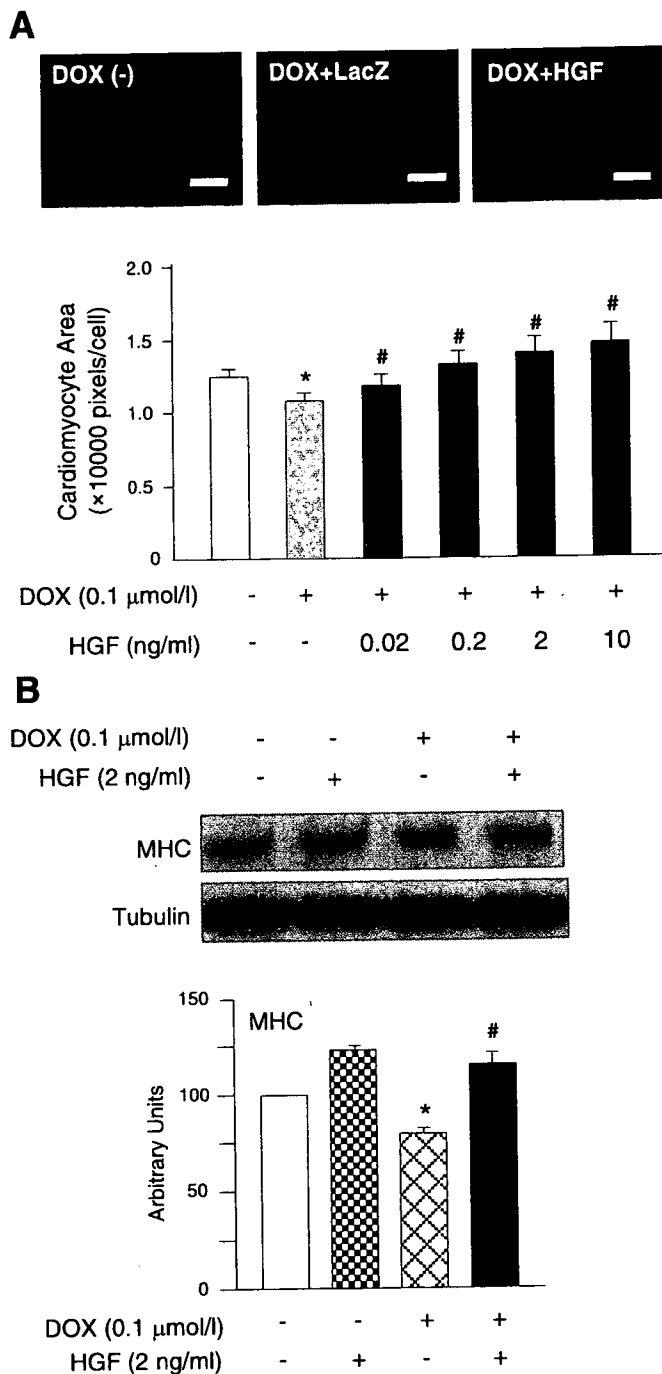 A
DOX (-)
DOX+LacZ
DOX+HGF
Cardiomyocyte Area
(×10000 pixels/cell)
2.0
1.5
1.0
0.5
0
*
#
#
#
#
DOX (0.1 μmol/l) - + + + + +
HGF (ng/ml) - - 0.02 0.2 2 10
B
DOX (0.1 μmol/l) - - + +
HGF (2 ng/ml) - + - +
MHC
Tubulin
Arbitrary Units
150
100
50
0
MHC
*
#
DOX (0.1 μmol/l) - - + +
HGF (2 ng/ml) - + - +